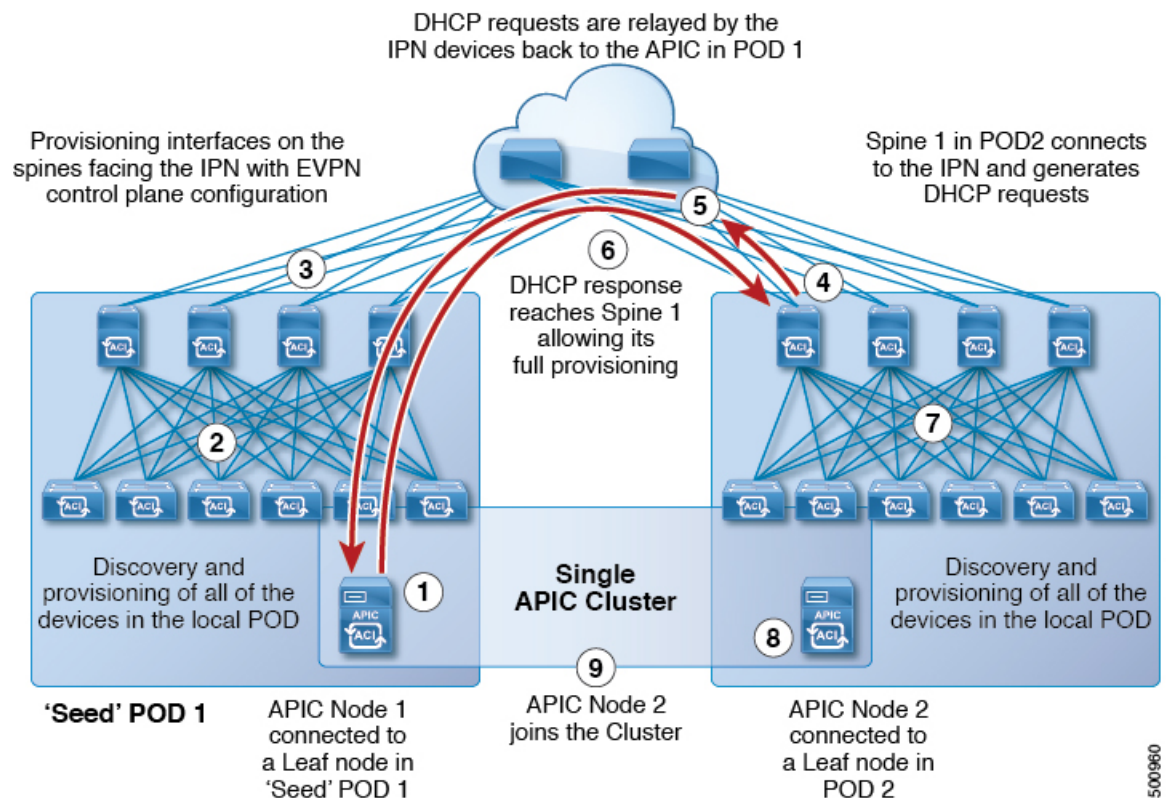 DHCP requests are relayed by the
IPN devices back to the APIC in POD 1
Provisioning interfaces on the
spines facing the IPN with EVPN
control plane configuration
Spine 1 in POD2 connects
to the IPN and generates
DHCP requests
5
6
3
4
DHCP response
reaches Spine 1
allowing its
full provisioning
ACI
ACI
ACI
ACI
ACI
ACI
ACI
ACI
2
7
ACI
ACI
ACI
ACI
ACI
ACI
ACI
ACI
ACI
ACI
ACI
ACI
Discovery and
provisioning of all of the
devices in the local POD
1
APIC
ACI
Single
APIC Cluster
8
APIC
ACI
Discovery and
provisioning of all of the
devices in the local POD
9
'Seed' POD 1
APIC Node 1
connected to
a Leaf node in
'Seed' POD 1
APIC Node 2
joins the Cluster
APIC Node 2
connected to
a Leaf node in
POD 2
500960